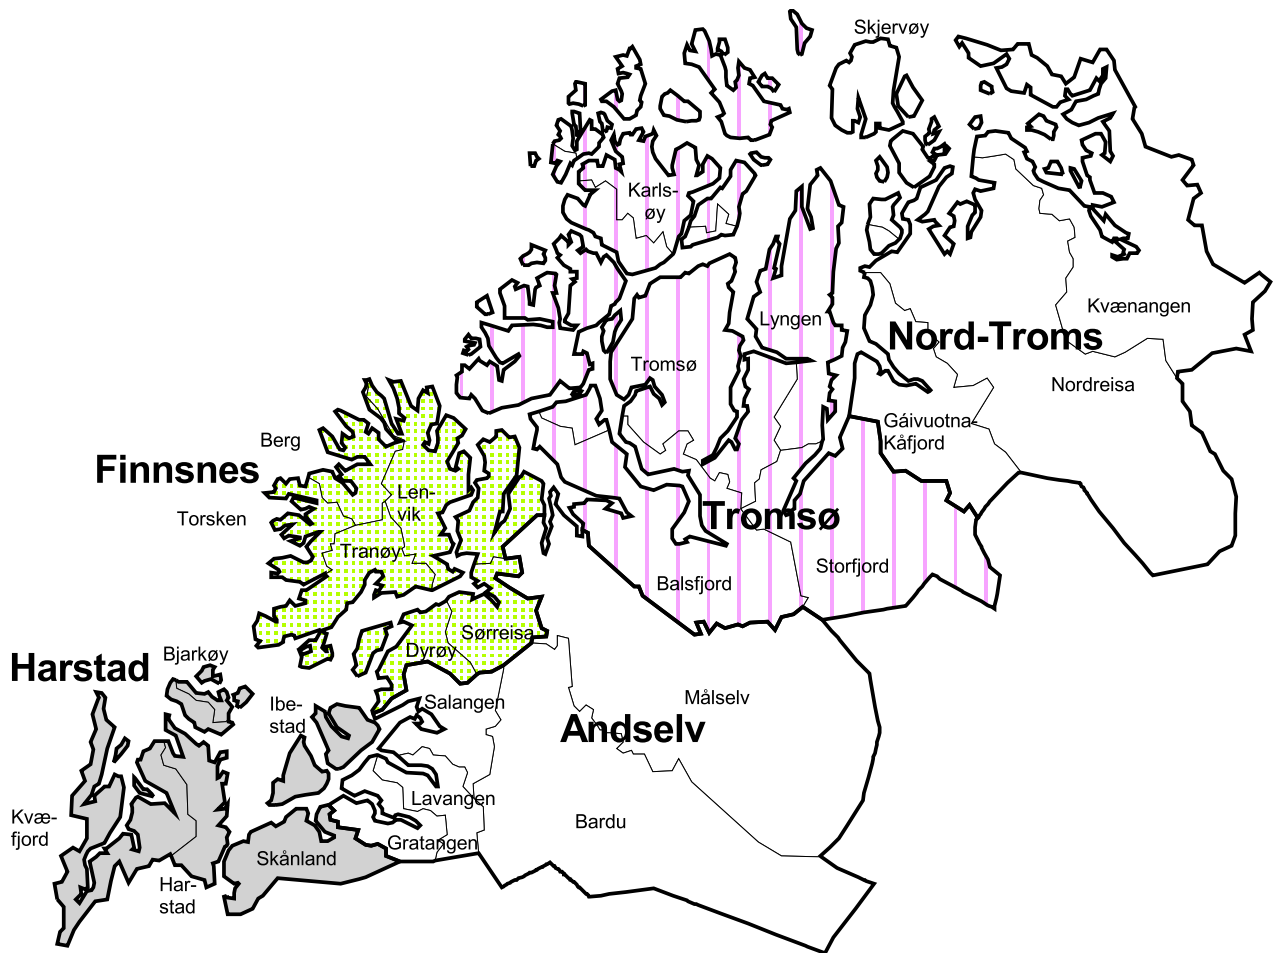 Skjervøy
Karls-
øy
Kvænangen
Lyngen
Nord-Troms
Tromsø
Nordreisa
Gáivuotna-
Kåfjord
Berg
Finnsnes
Len-
vik
Torsken
Tromsø
Tranøy
Storfjord
Balsfjord
Sørreisa
Dyrøy
Bjarkøy
Harstad
Ibe-
stad
Salangen
Målselv
Andselv
Lavangen
Kvæ-
fjord
Bardu
Gratangen
Skånland
Har-
stad